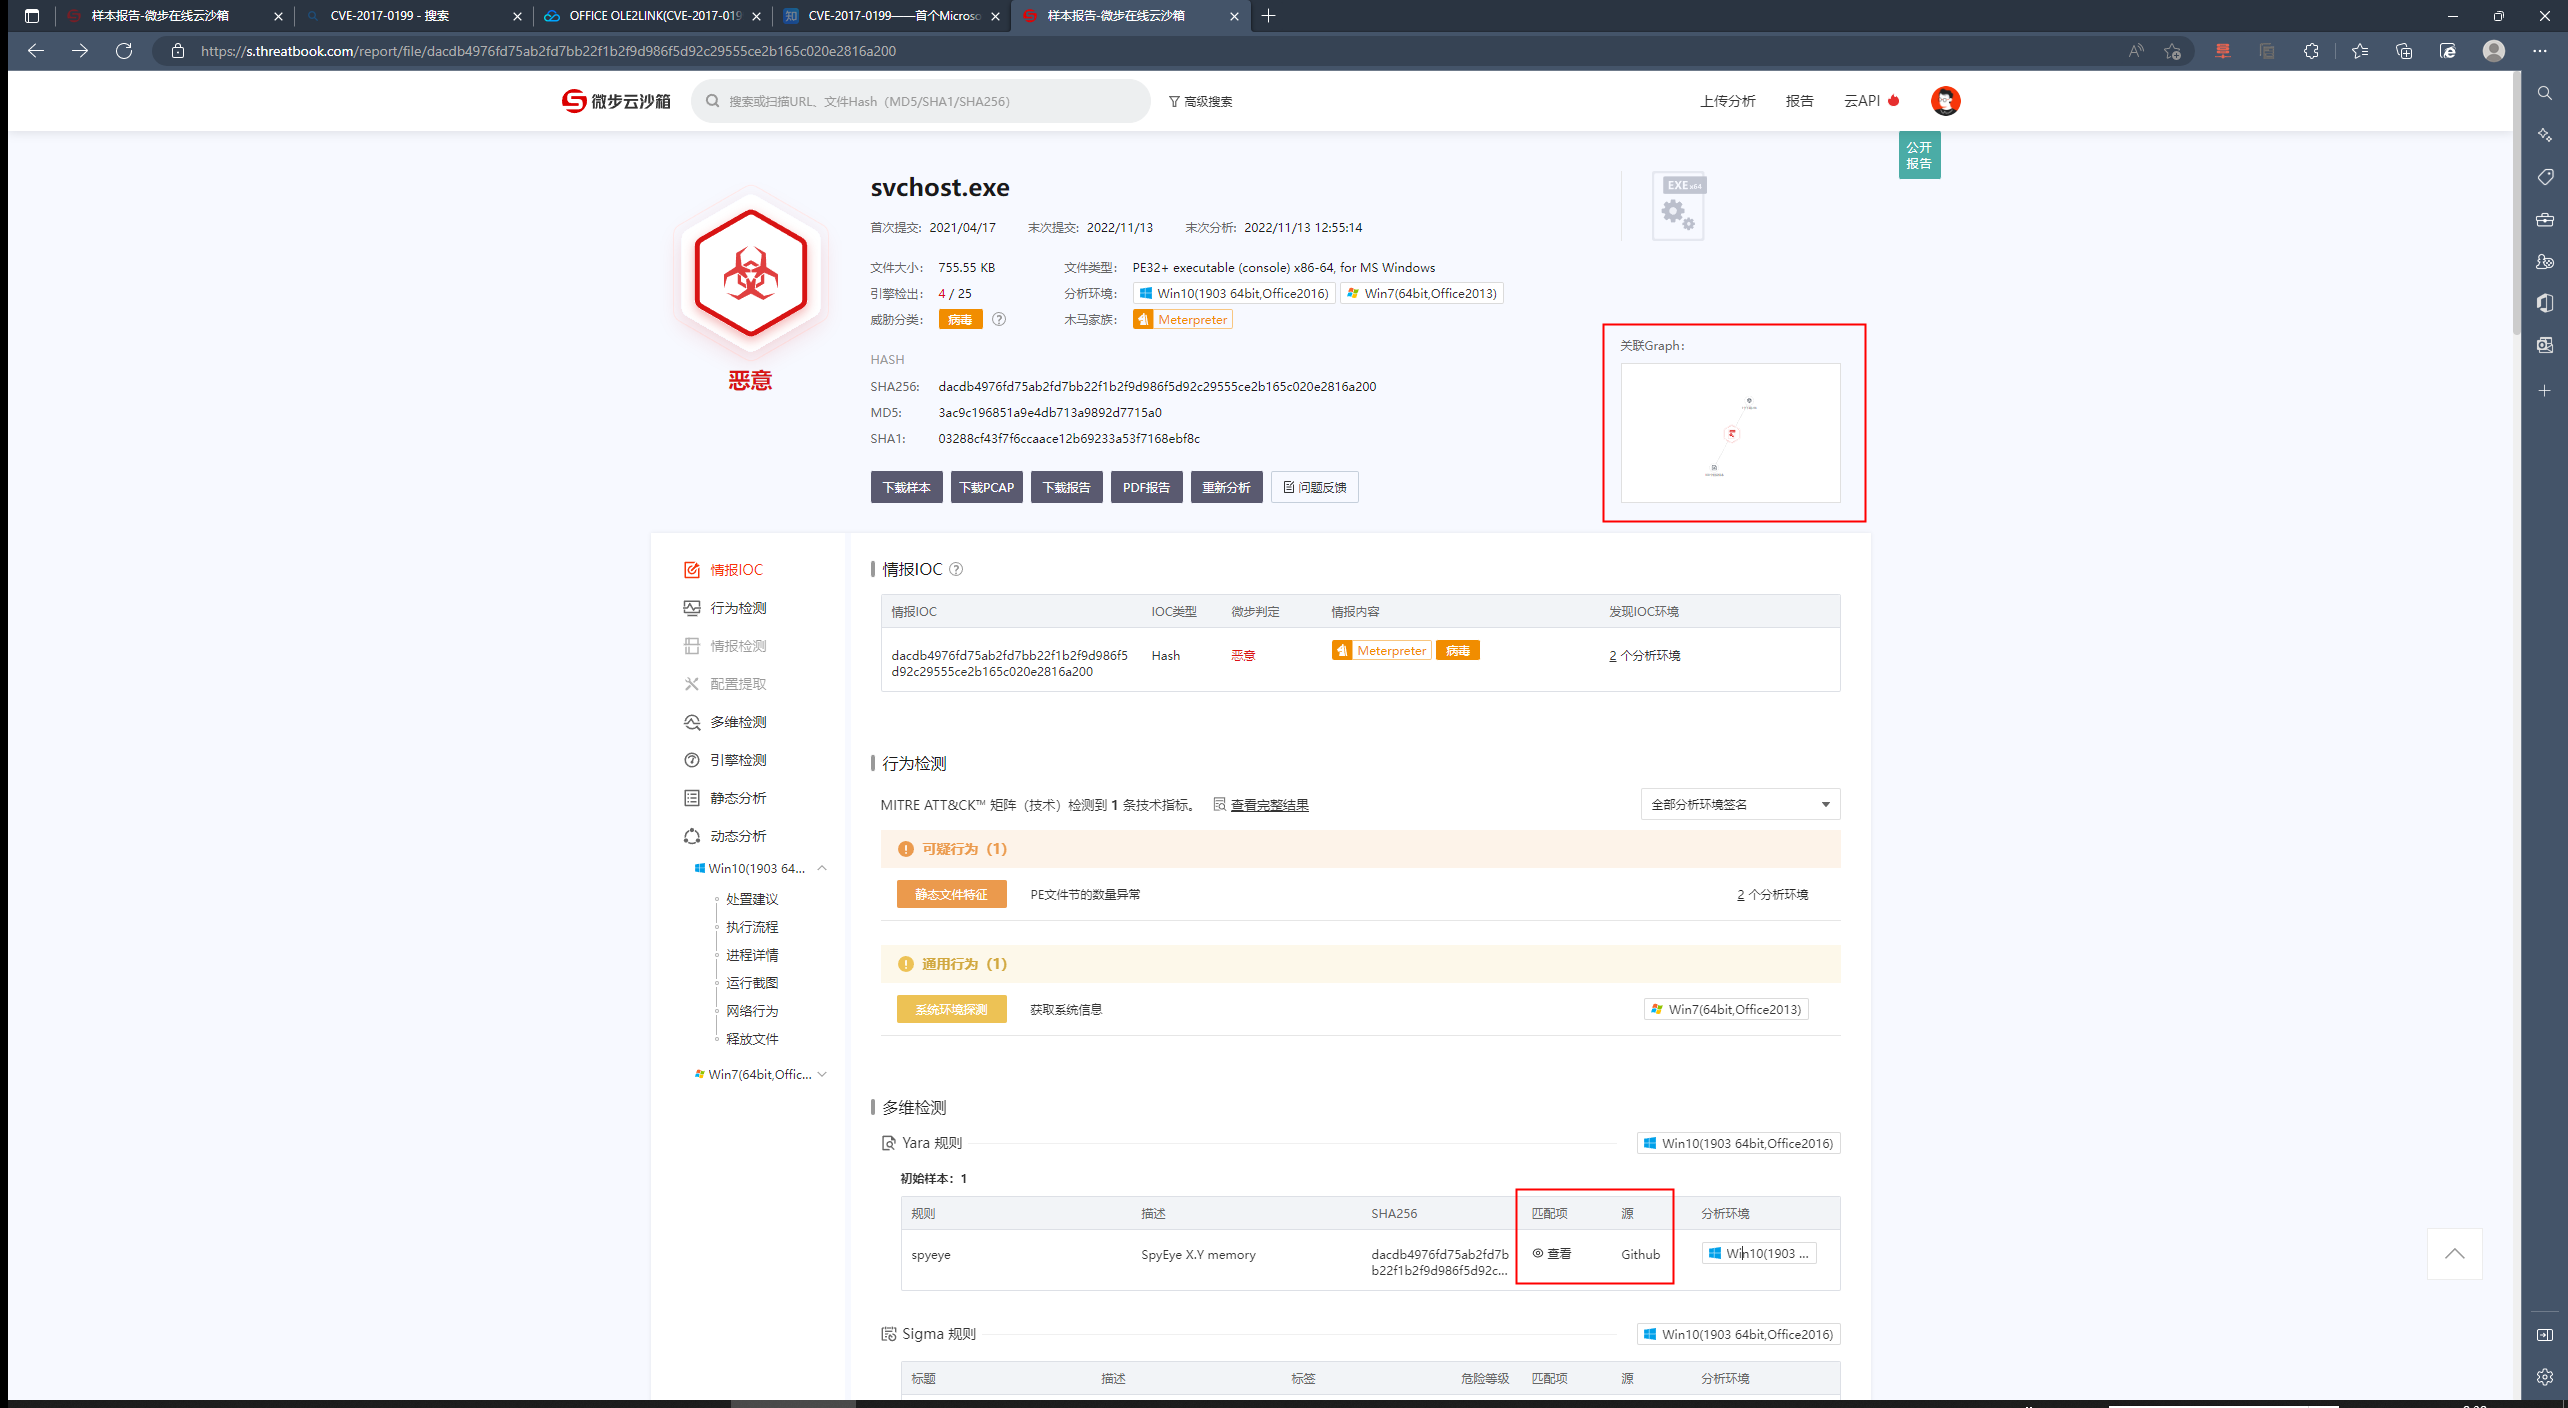 样本报告-微步在线云沙箱
CVE-2017-0199 - 搜索
OFFICE OLE2LINK(CVE-2017-019
CVE-2017-0199——首个Microso
样本报告-微步在线云沙箱
https://s.threatbook.com/report/file/dacdb4976fd75ab2fd7bb22f1b2f9d986f5d92c29555ce2b165c020e2816a200
微步云沙箱
搜索或扫描URL、文件Hash（MD5/SHA1/SHA256）
高级搜索
上传分析
报告
云API
公开
报告
svchost.exe
EXE x64
首次提交: 2021/04/17
末次提交: 2022/11/13
末次分析: 2022/11/13 12:55:14
文件大小: 755.55 KB
文件类型: PE32+ executable (console) x86-64, for MS Windows
引擎检出: 4 / 25
分析环境: Win10(1903 64bit,Office2016) Win7(64bit,Office2013)
威胁分类: 病毒
木马家族: Meterpreter
关联Graph:
恶意
HASH
SHA256: dacdb4976fd75ab2fd7bb22f1b2f9d986f5d92c29555ce2b165c020e2816a200
MD5: 3ac9c196851a9e4db713a9892d7715a0
SHA1: 03288cf43f7f6ccaace12b69233a53f7168ebf8c
下载样本
下载PCAP
下载报告
PDF报告
重新分析
问题反馈
情报IOC
行为检测
情报检测
配置提取
多维检测
引擎检测
静态分析
动态分析
Win10(1903 64...
处置建议
执行流程
进程详情
运行截图
网络行为
释放文件
Win7(64bit,Offic...
情报IOC
情报IOC IOC类型 微步判定 情报内容 发现IOC环境
dacdb4976fd75ab2fd7bb22f1b2f9d986f5
d92c29555ce2b165c020e2816a200
Hash 恶意 Meterpreter 病毒 2 个分析环境
行为检测
MITRE ATT&CK™ 矩阵（技术）检测到 1 条技术指标。 查看完整结果
全部分析环境签名
可疑行为（1）
静态文件特征 PE文件节的数量异常 2 个分析环境
通用行为（1）
系统环境探测 获取系统信息 Win7(64bit,Office2013)
多维检测
Yara 规则 Win10(1903 64bit,Office2016)
初始样本：1
规则 描述 SHA256 匹配项 源 分析环境
spyeye SpyEye X.Y memory dacdb4976fd75ab2fd7b
b22f1b2f9d986f5d92c...
查看 Github Win10(1903 ...
Sigma 规则 Win10(1903 64bit,Office2016)
标题 描述 标签 危险等级 匹配项 源 分析环境